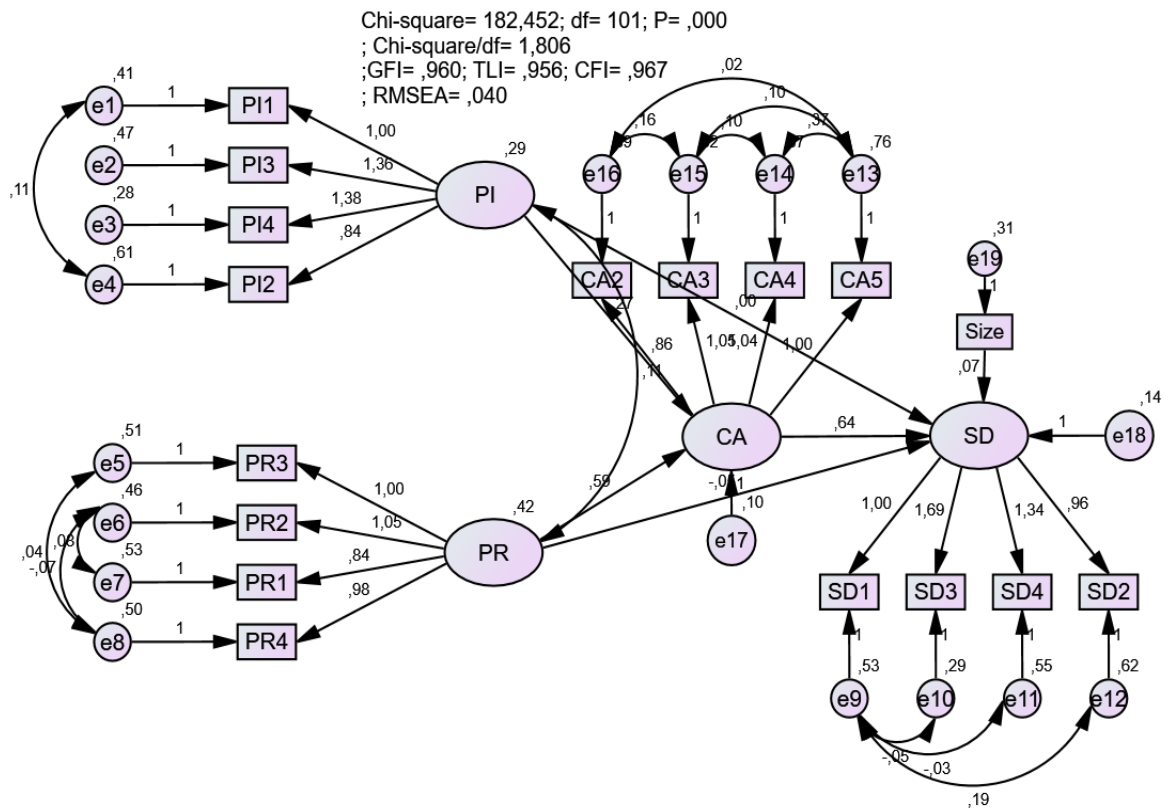 Chi-square= 182,452; df= 101; P= ,000
; Chi-square/df= 1,806
;GFI= ,960; TLI= ,956; CFI= ,967
; RMSEA= ,040
,41
e1
1
PI1
,47
e2
1
PI3
,28
e3
1
PI4
,61
e4
1
PI2
,11
1,00
1,36
1,38
,84
PI
,29
,02
,10
,16
,10
,37
,76
e16
e15
e14
e13
1
1
1
1
CA2
CA3
CA4
CA5
,27
,00
,86
1,05
1,04
1,00
,11
,31
e19
1
Size
,07
,14
CA
,64
SD
1
e18
,51
e5
1
PR3
,46
e6
1
PR2
,53
e7
1
PR1
,50
e8
1
PR4
,04
-,07
,08
1,00
1,05
,84
,98
PR
,42
,59
1
,10
e17
1,00
1,69
1,34
,96
SD1
SD3
SD4
SD2
1
1
1
1
,53
,29
,55
,62
e9
e10
e11
e12
-,05
-,03
,19